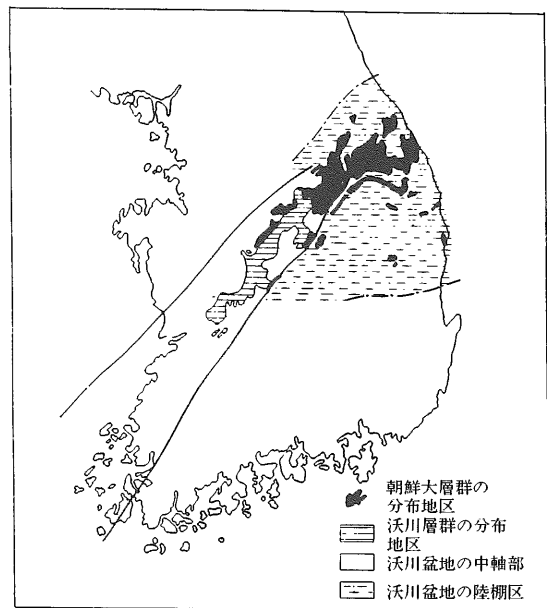 朝鮮大層群の
分布地区
沃川層群の分布
地区
沃川盆地の中軸部
沃川盆地の陸棚区